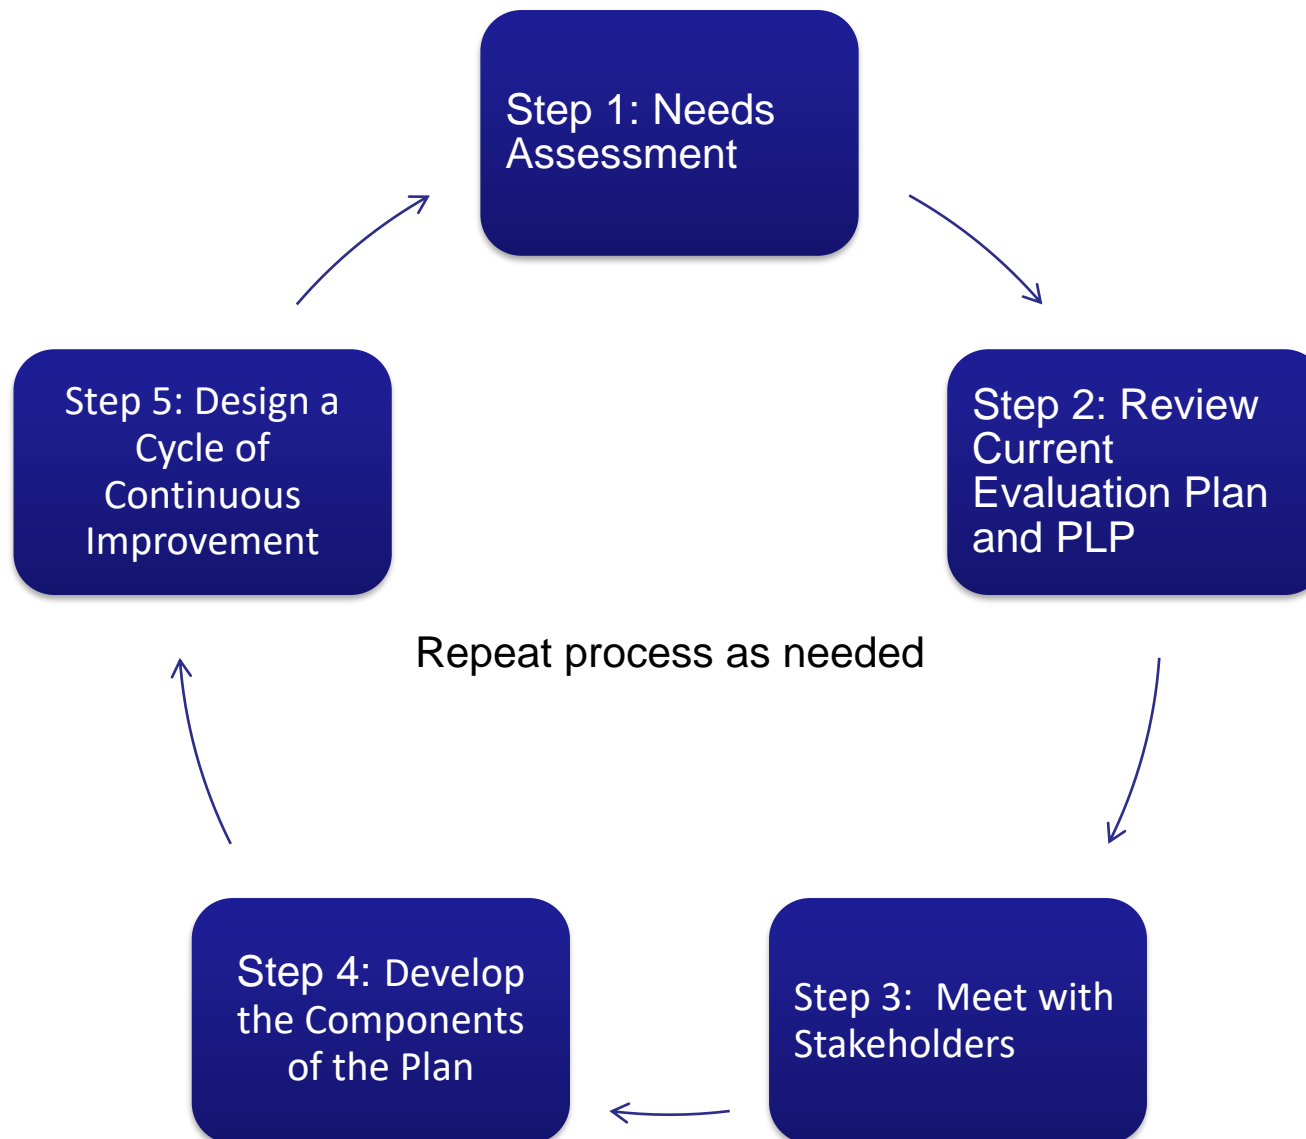 Step 1: Needs
Assessment
Step 2: Review
Current
Evaluation Plan
and PLP
Step 3:  Meet with
Stakeholders
Step 4: Develop
the Components
of the Plan
Step 5: Design a
Cycle of
Continuous
Improvement
Repeat process as needed